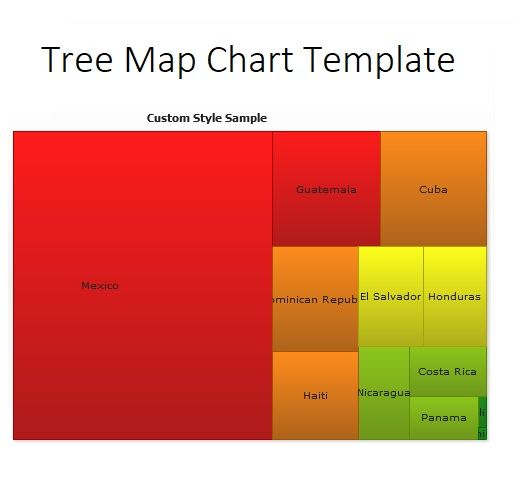 Tree Map Chart Template
Custom Style Sample
Guatemala
Cuba
Mexico
ominican Repub
El Salvador
Honduras
Haiti
Nicaragua
Costa Rica
Panama